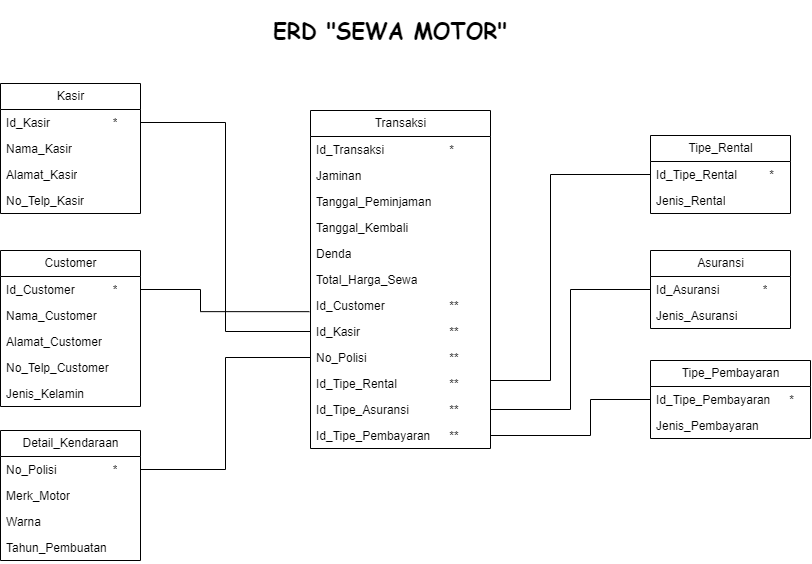 ERD "SEWA MOTOR"
Kasir
Id_Kasir *
Nama_Kasir
Alamat_Kasir
No_Telp_Kasir
Customer
Id_Customer *
Nama_Customer
Alamat_Customer
No_Telp_Customer
Jenis_Kelamin
Detail_Kendaraan
No_Polisi *
Merk_Motor
Warna
Tahun_Pembuatan
Transaksi
Id_Transaksi *
Jaminan
Tanggal_Peminjaman
Tanggal_Kembali
Denda
Total_Harga_Sewa
Id_Customer **
Id_Kasir **
No_Polisi **
Id_Tipe_Rental **
Id_Tipe_Asuransi **
Id_Tipe_Pembayaran **
Tipe_Rental
Id_Tipe_Rental *
Jenis_Rental
Asuransi
Id_Asuransi *
Jenis_Asuransi
Tipe_Pembayaran
Id_Tipe_Pembayaran *
Jenis_Pembayaran